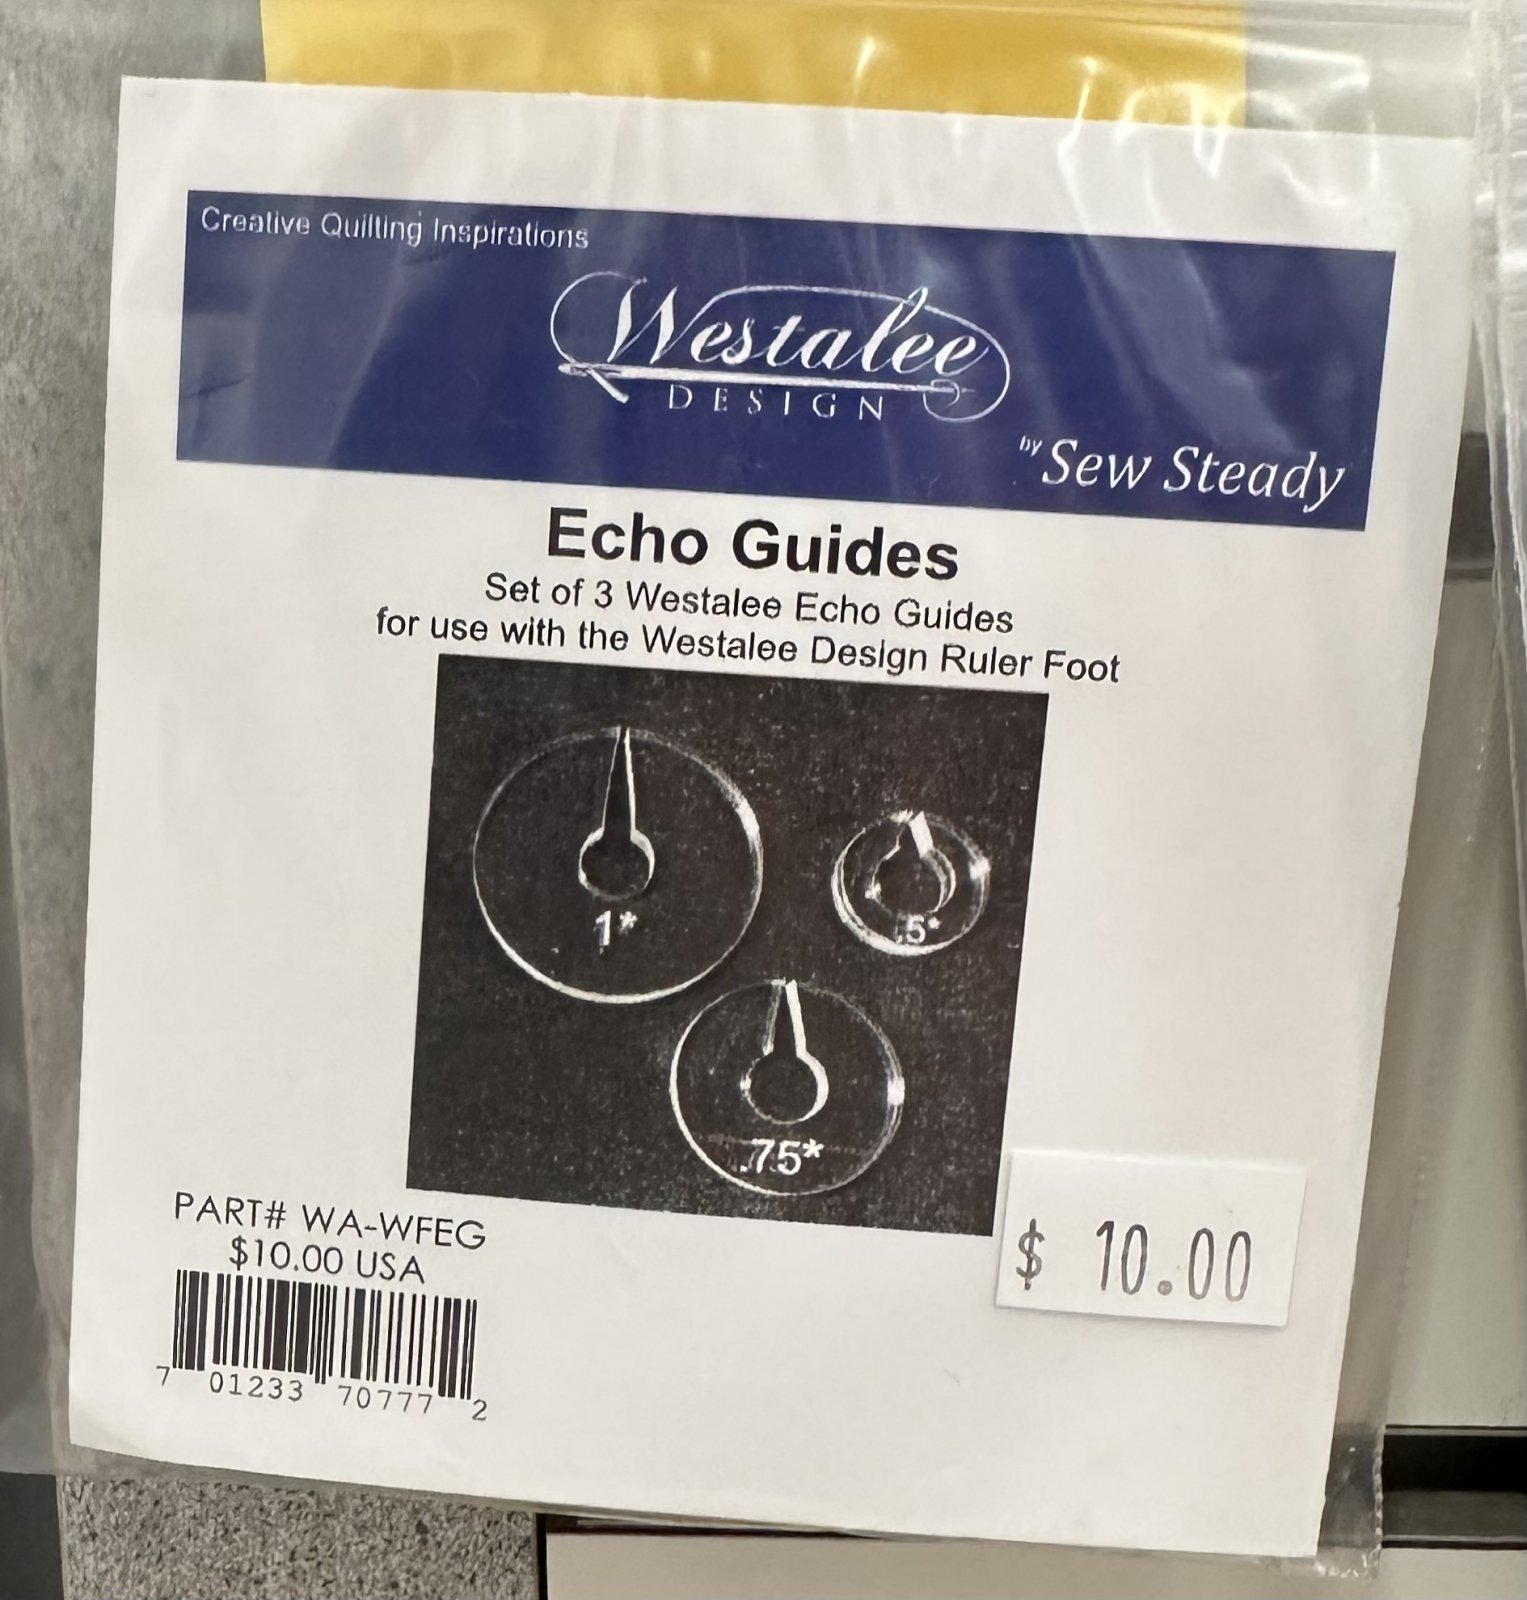 Creative Quilting Inspirations
Westalee
DESIGN
by Sew Steady
Echo Guides
Set of 3 Westalee Echo Guides
for use with the Westalee Design Ruler Foot
1*
.5*
.75*
PART# WA-WFEG
$10.00 USA
7 01233 70777 2
$ 10.00